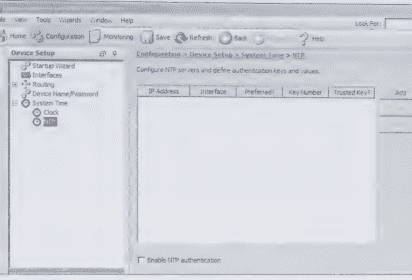 File View Tools Wizards Window Help
Look For:
Home Configuration Monitoring Save Refresh Back Help
Device Setup
Configuration > Device Setup > System Time > NTP
Startup Wizard
Interfaces
Routing
Device Name/Password
System Time
Clock
NTP
Configure NTP servers and define authentication keys and values.
IP Address Interface Preferred? Key Number Trusted Key?
Add
Enable NTP authentication